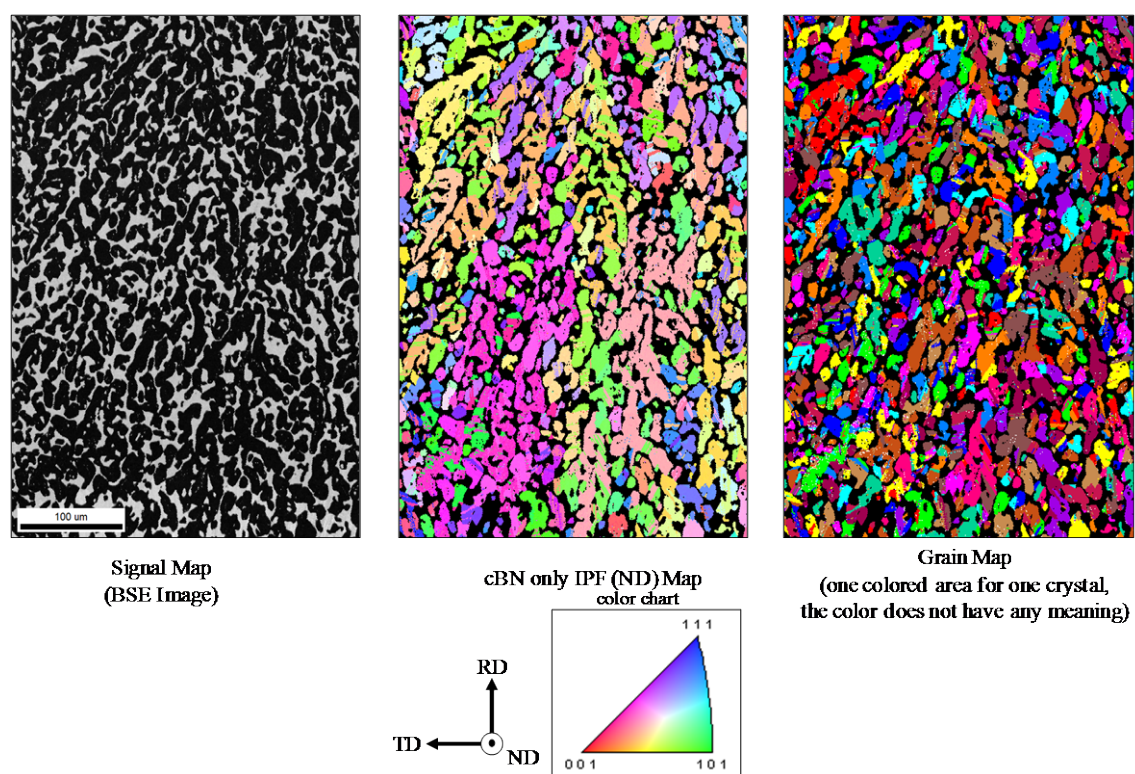 100 um
Signal Map
(BSE Image)
cBN only IPF (ND) Map
color chart
Grain Map
(one colored area for one crystal,
the color does not have any meaning)
RD
TD
ND
1 1 1
0 0 1
1 0 1